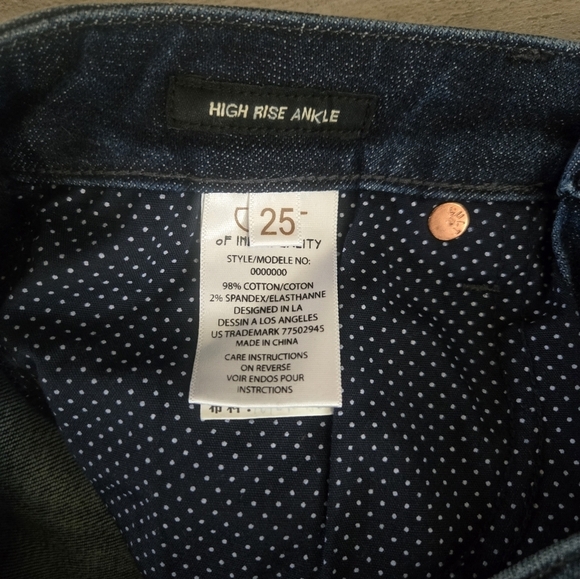 HIGH RISE ANKLE
25
OF IN ALITY
STYLE/MODELE NO:
0000000
98% COTTON/COTON
2% SPANDEX/ELASTHANNE
DESIGNED IN LA
DESSIN A LOS ANGELES
US TRADEMARK 77502945
MADE IN CHINA
CARE INSTRUCTIONS
ON REVERSE
VOIR ENDOS POUR
INSTRCTIONS